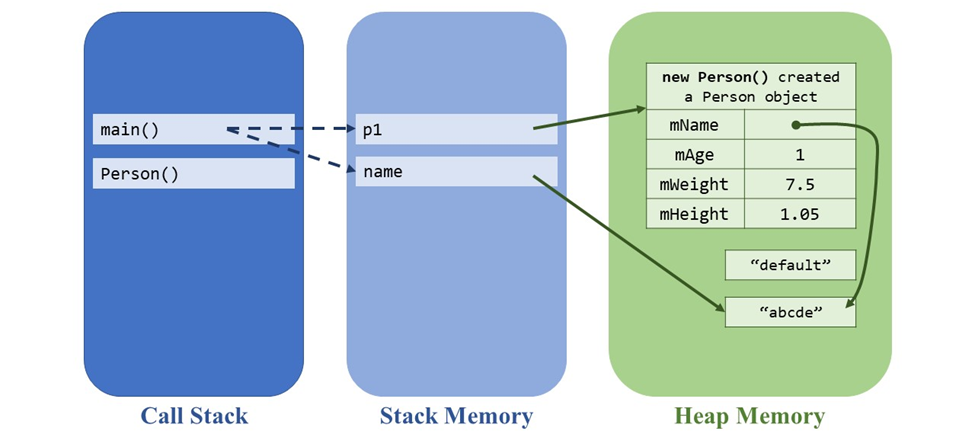 main()
Person()
p1
name
new Person() created
a Person object
mName
mAge 1
mWeight 7.5
mHeight 1.05
“default”
“abcde”
Call Stack
Stack Memory
Heap Memory